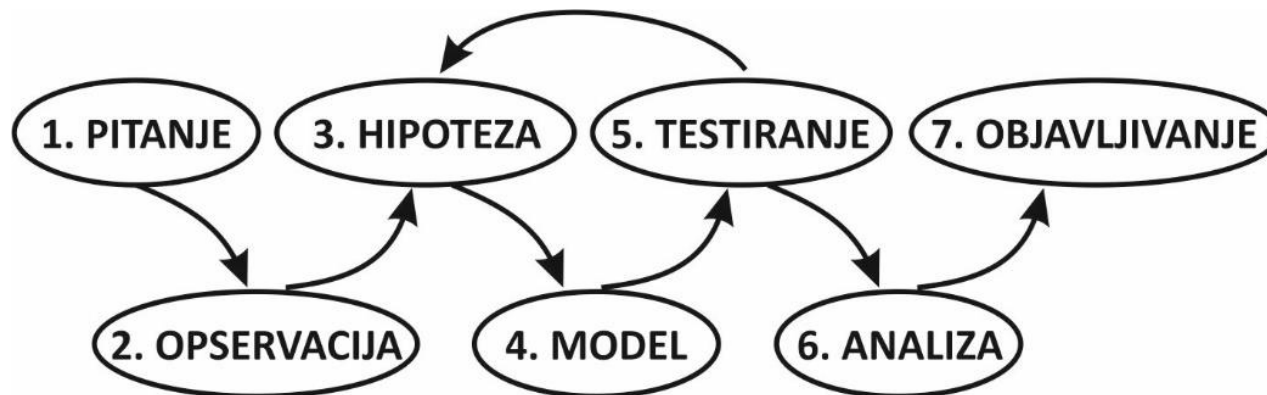 1. PITANJE
3. HIPOTEZA
5. TESTIRANJE
7. OBJAVLJIVANJE
2. OPSERVACIJA
4. MODEL
6. ANALIZA